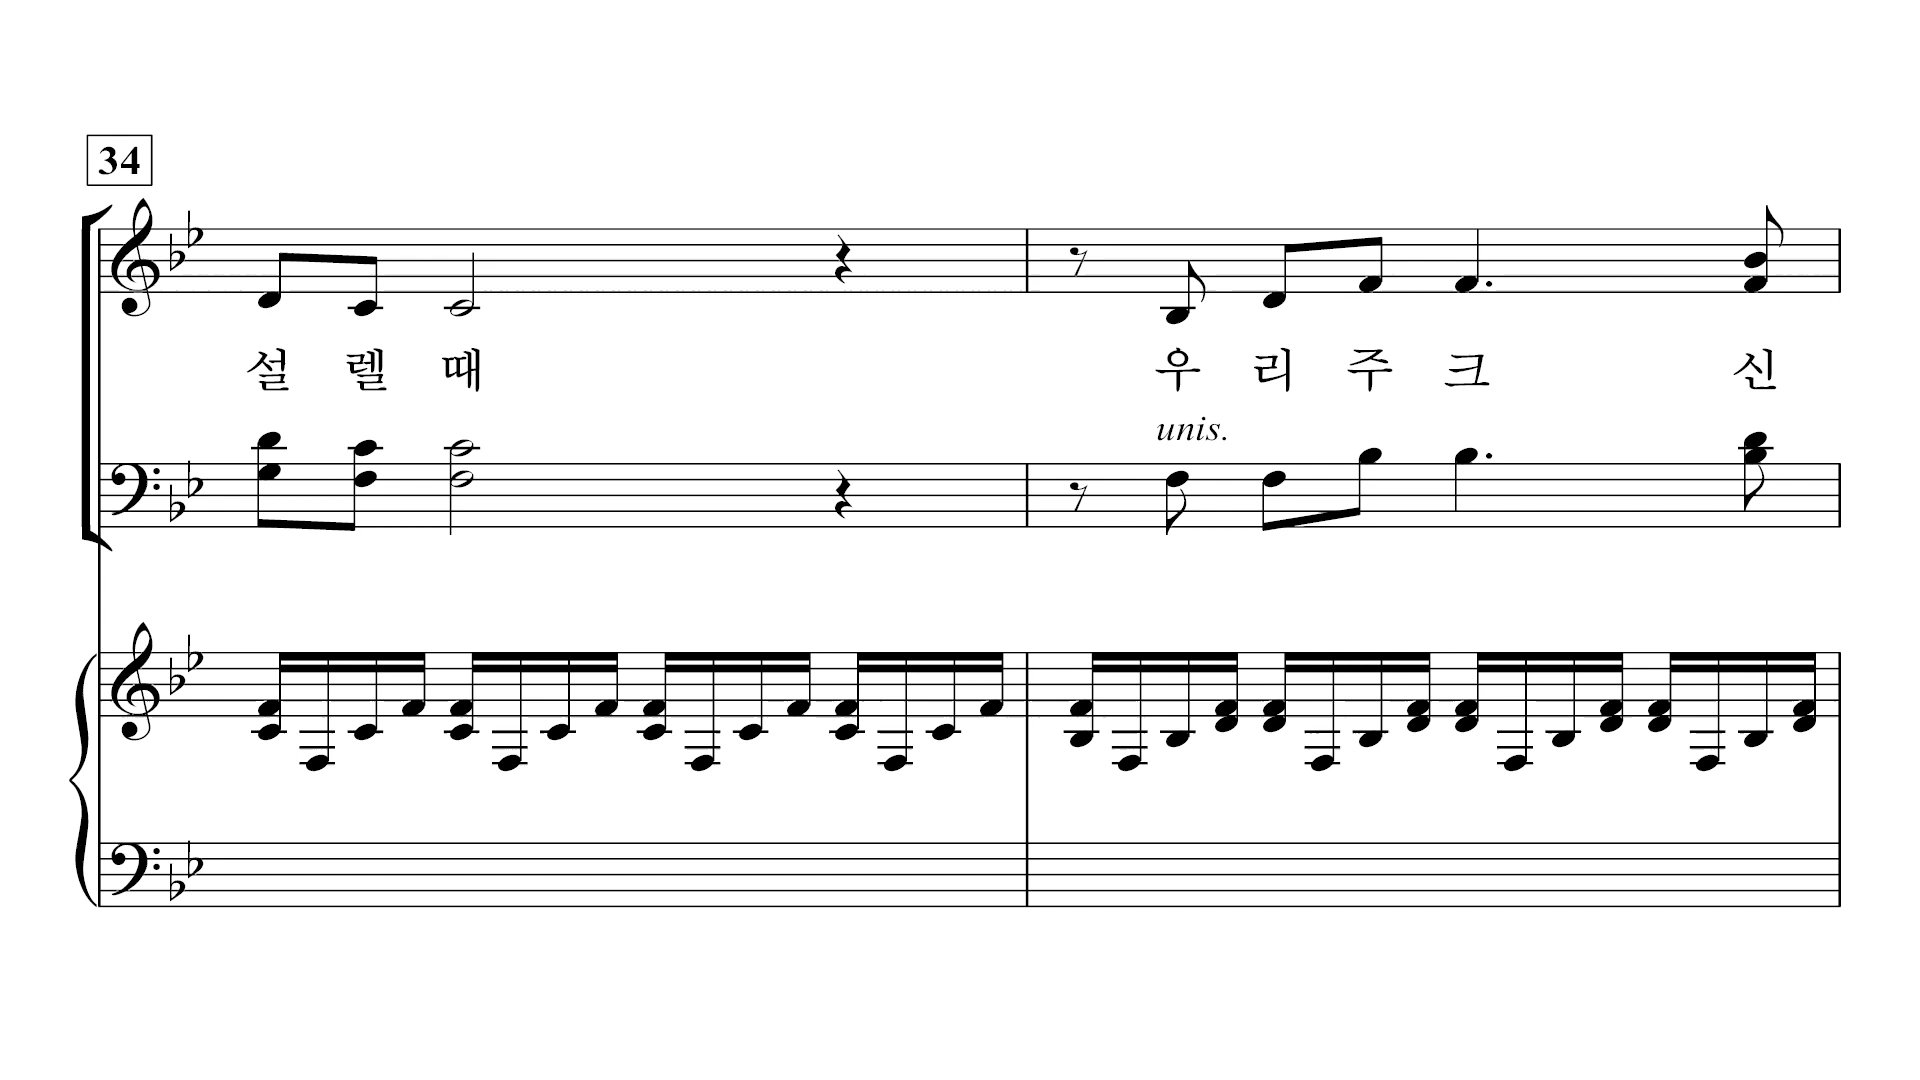 34
설 렐 때 우 리 주 크 신
unis.